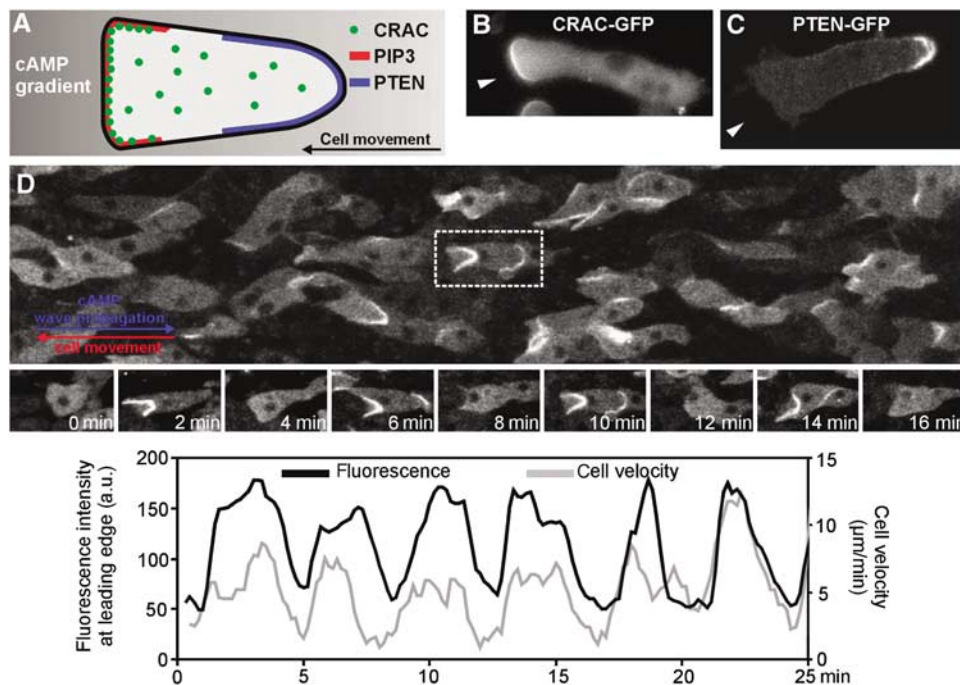 A
cAMP
gradient
CRAC
PIP3
PTEN
Cell movement
B CRAC-GFP
C PTEN-GFP
D
cAMP
wave propagation
cell movement
0 min 2 min 4 min 6 min 8 min 10 min 12 min 14 min 16 min
Fluorescence Cell velocity
Fluorescence intensity
at leading edge (a.u.)
200
150
100
50
0
Cell velocity
(µm/min)
15
10
5
0
0 5 10 15 20 25 min